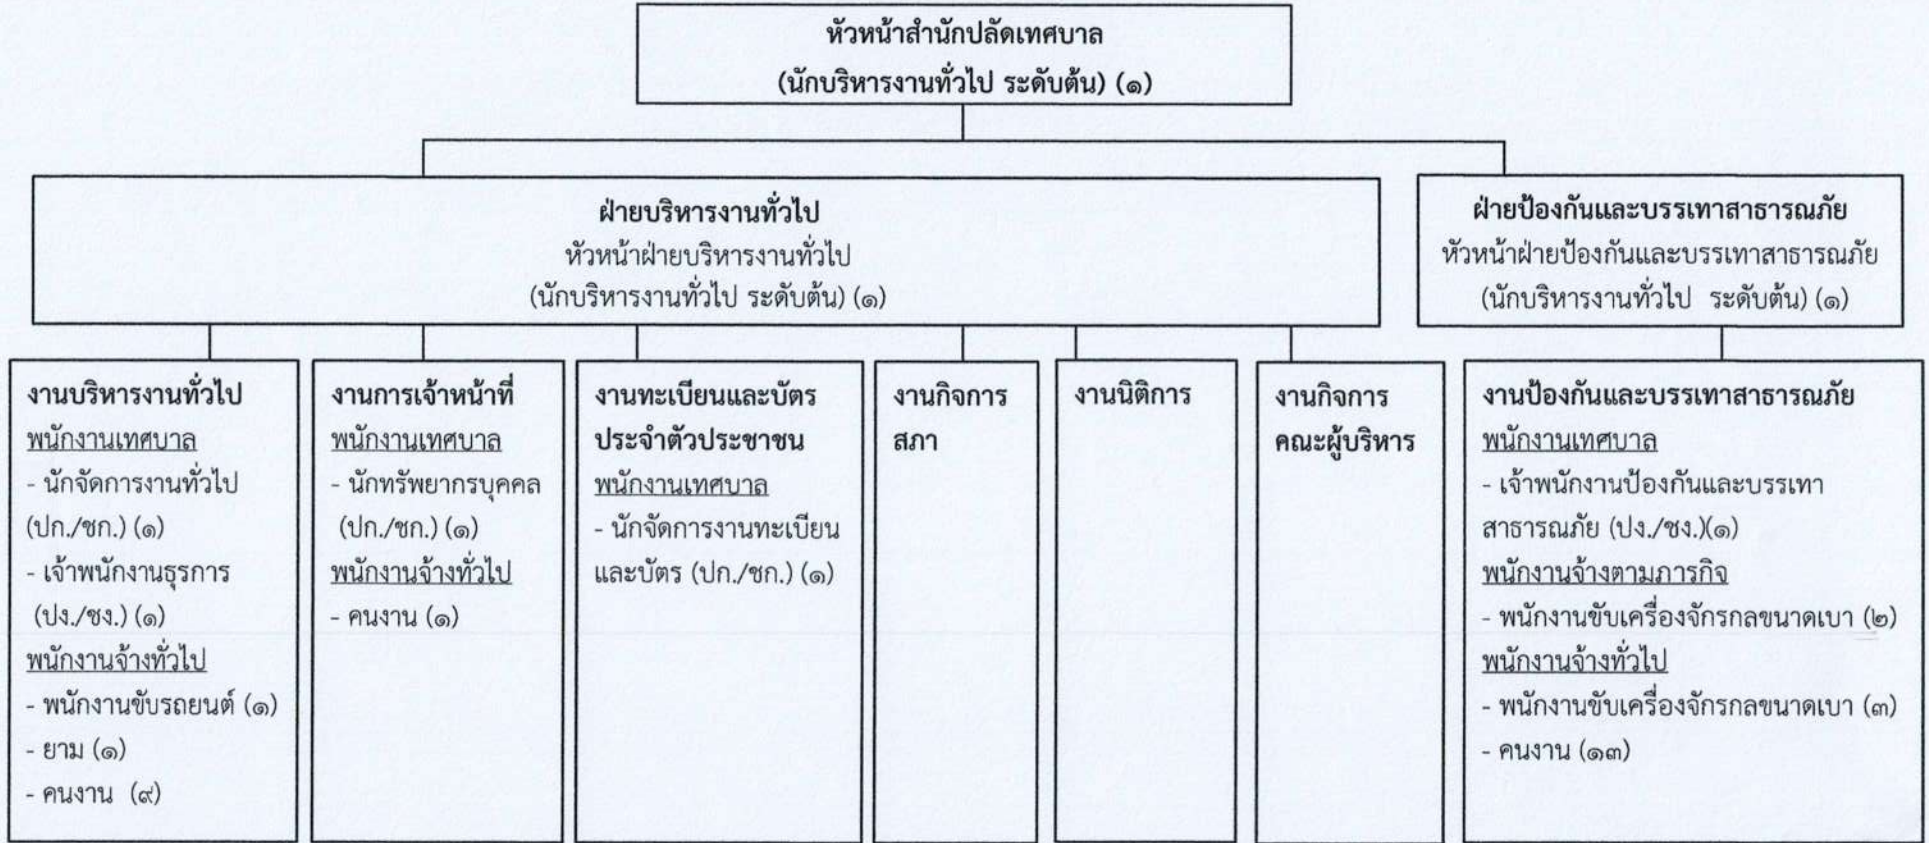 หัวหน้าสำนักปลัดเทศบาล
(นักบริหารงานทั่วไป ระดับต้น) (๑)
ฝ่ายบริหารงานทั่วไป
หัวหน้าฝ่ายบริหารงานทั่วไป
(นักบริหารงานทั่วไป ระดับต้น) (๑)
ฝ่ายป้องกันและบรรเทาสาธารณภัย
หัวหน้าฝ่ายป้องกันและบรรเทาสาธารณภัย
(นักบริหารงานทั่วไป ระดับต้น) (๑)
งานบริหารงานทั่วไป
พนักงานเทศบาล
- นักจัดการงานทั่วไป
(ปก./ชก.) (๑)
- เจ้าพนักงานธุรการ
(ปง./ชง.) (๑)
พนักงานจ้างทั่วไป
- พนักงานขับรถยนต์ (๑)
- ยาม (๑)
- คนงาน (๙)
งานการเจ้าหน้าที่
พนักงานเทศบาล
- นักทรัพยากรบุคคล
(ปก./ชก.) (๑)
พนักงานจ้างทั่วไป
- คนงาน (๑)
งานทะเบียนและบัตร
ประจำตัวประชาชน
พนักงานเทศบาล
- นักจัดการงานทะเบียน
และบัตร (ปก./ชก.) (๑)
งานกิจการ
สภา
งานนิติการ
งานกิจการ
คณะผู้บริหาร
งานป้องกันและบรรเทาสาธารณภัย
พนักงานเทศบาล
- เจ้าพนักงานป้องกันและบรรเทา
สาธารณภัย (ปง./ชง.)(๑)
พนักงานจ้างตามภารกิจ
- พนักงานขับเครื่องจักรกลขนาดเบา (๒)
พนักงานจ้างทั่วไป
- พนักงานขับเครื่องจักรกลขนาดเบา (๓)
- คนงาน (๑๓)